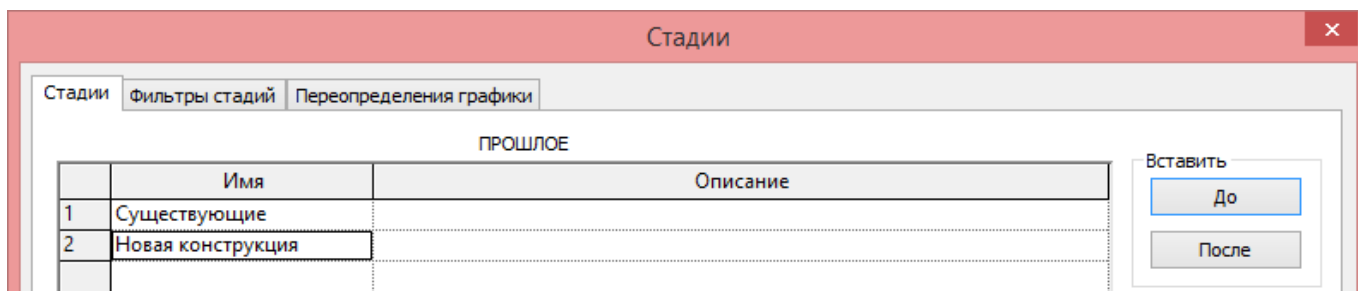 Стадии
Стадии Фильтры стадий Переопределения графики
ПРОШЛОЕ
Вставить
Имя Описание
До
1 Существующие
2 Новая конструкция
После